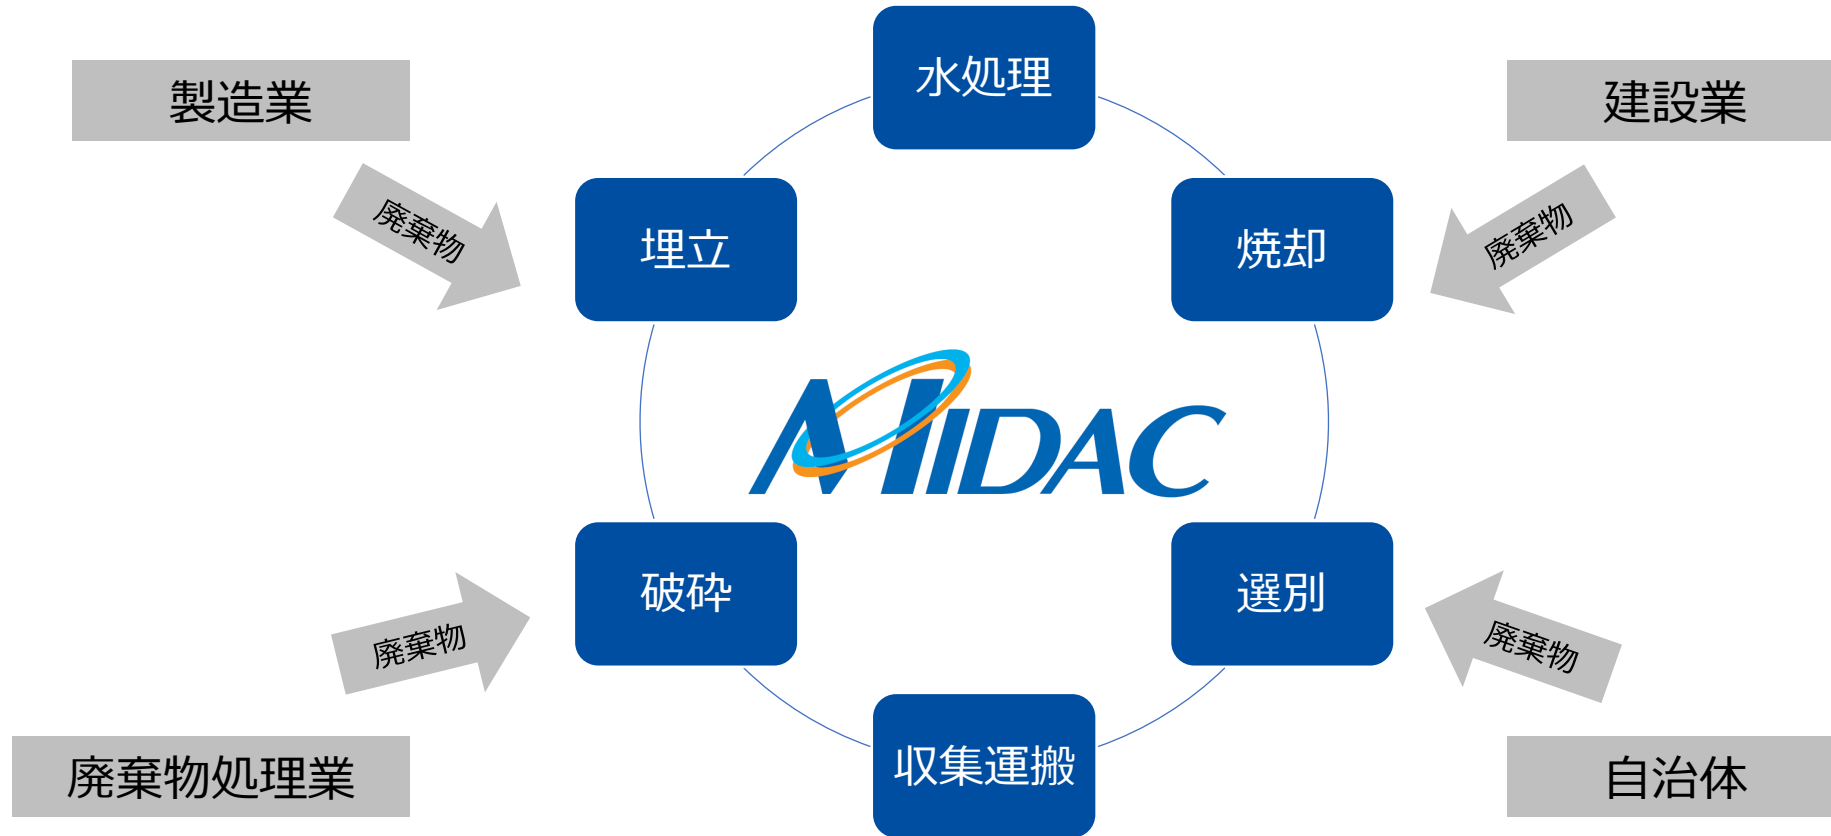 水処理
製造業
建設業
廃棄物
廃棄物
埋立
焼却
MIDAC
破砕
選別
廃棄物
廃棄物
収集運搬
廃棄物処理業
自治体